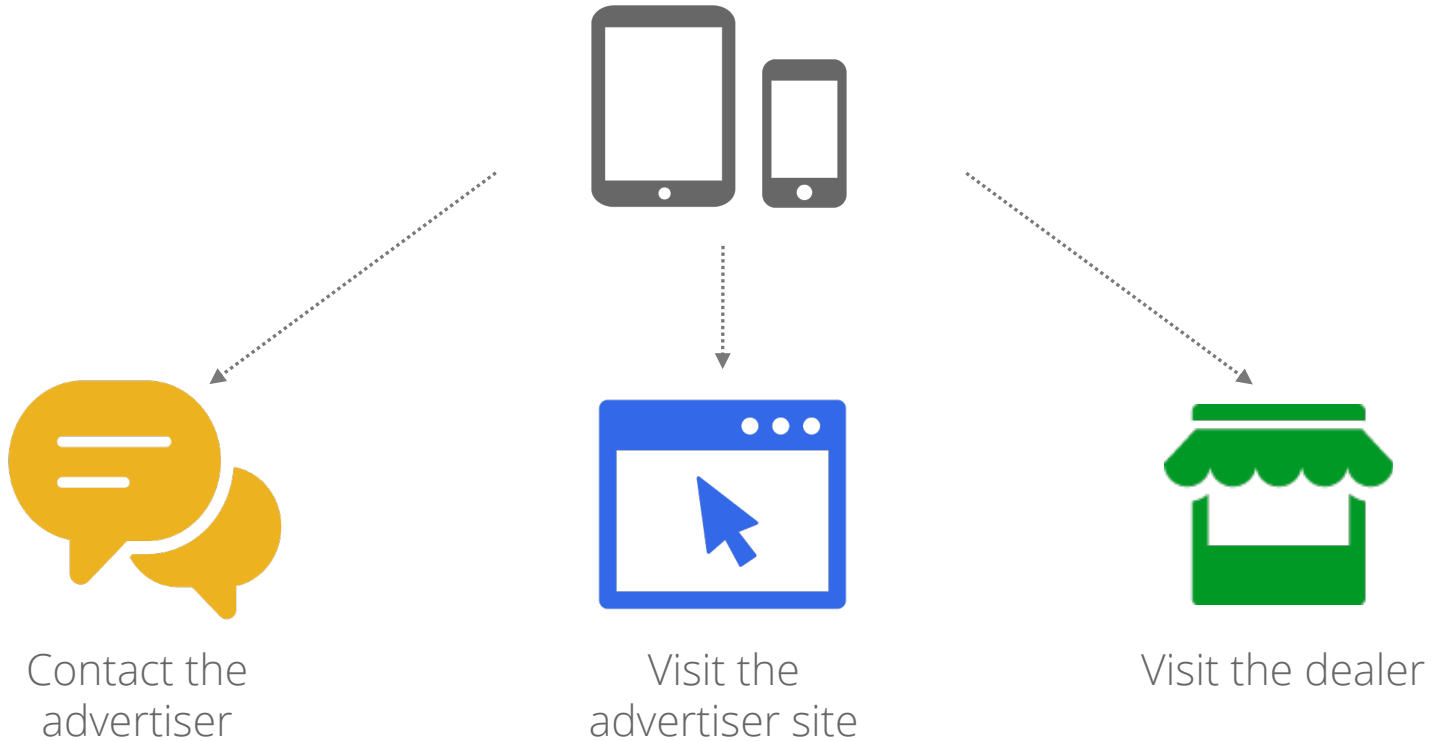 Contact the
advertiser
Visit the
advertiser site
Visit the dealer